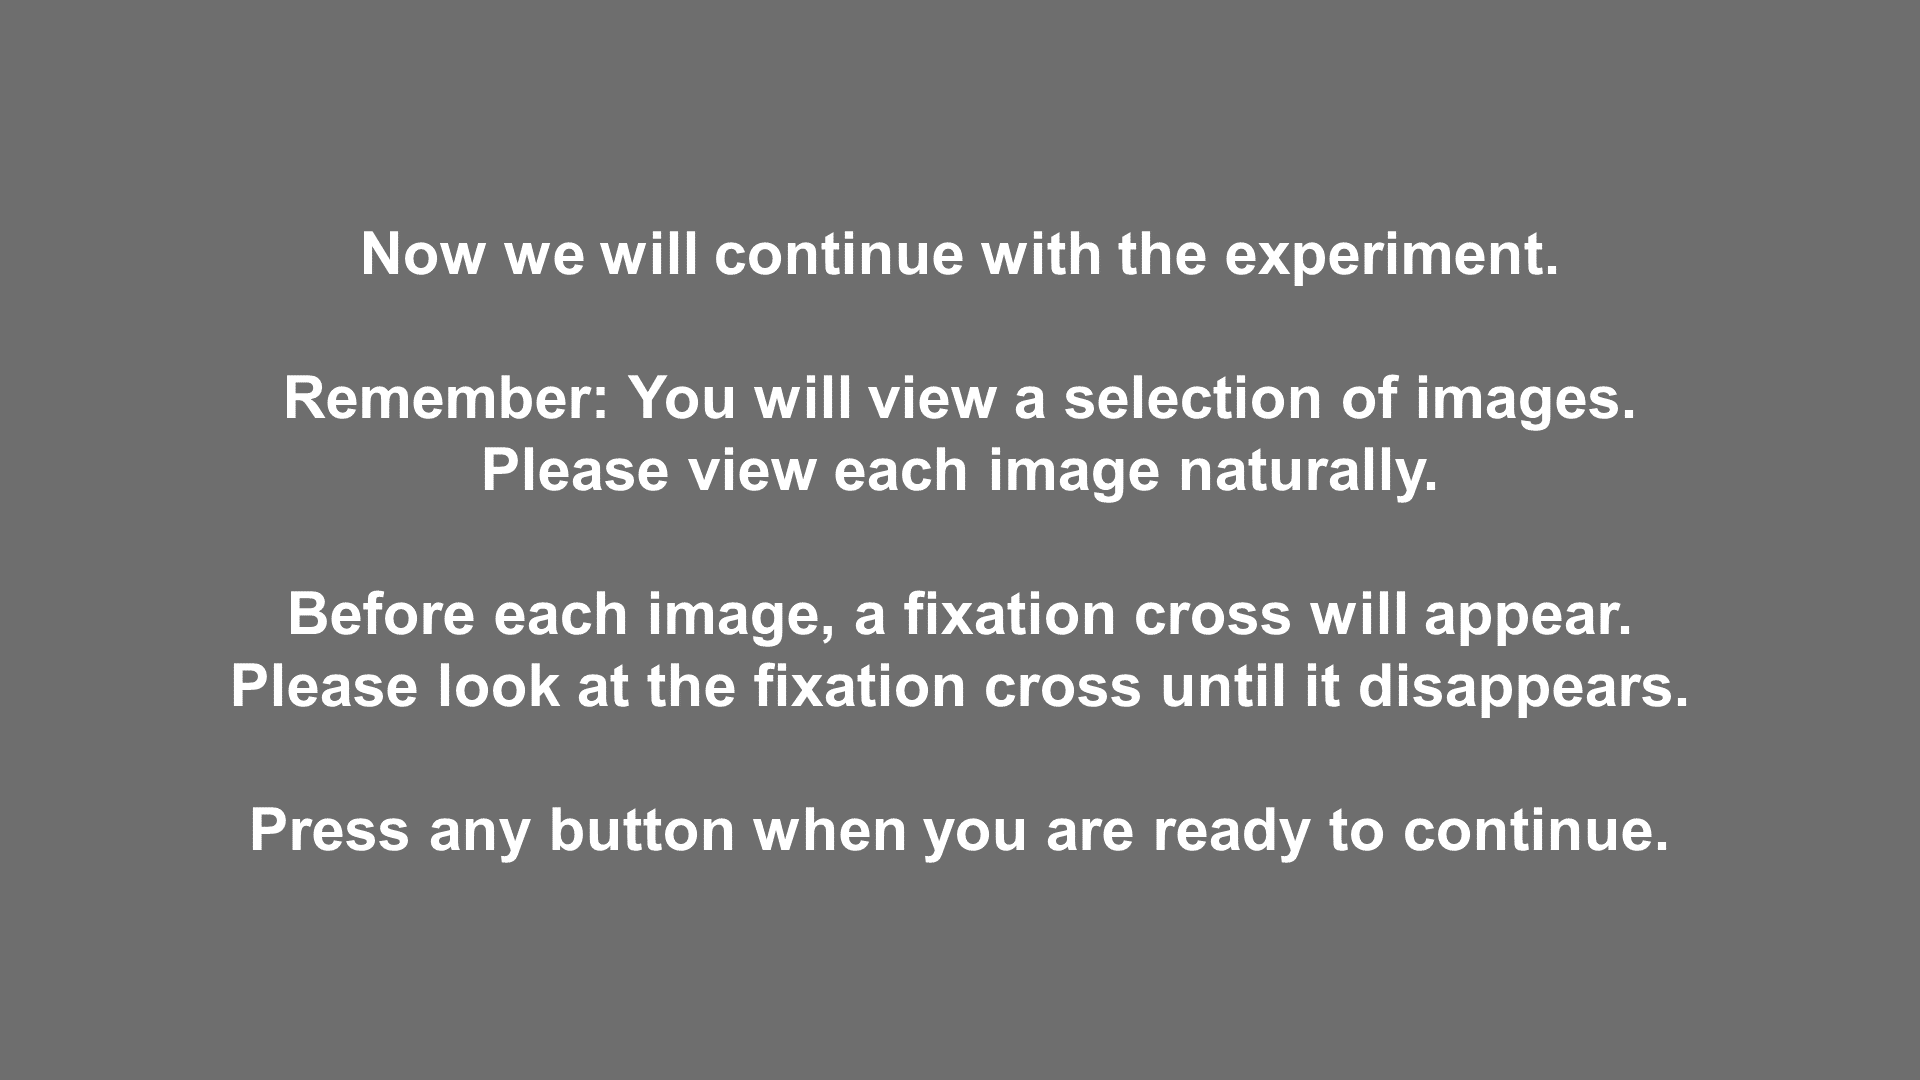 Now we will continue with the experiment.
Remember: You will view a selection of images.
Please view each image naturally.
Before each image, a fixation cross will appear.
Please look at the fixation cross until it disappears.
Press any button when you are ready to continue.